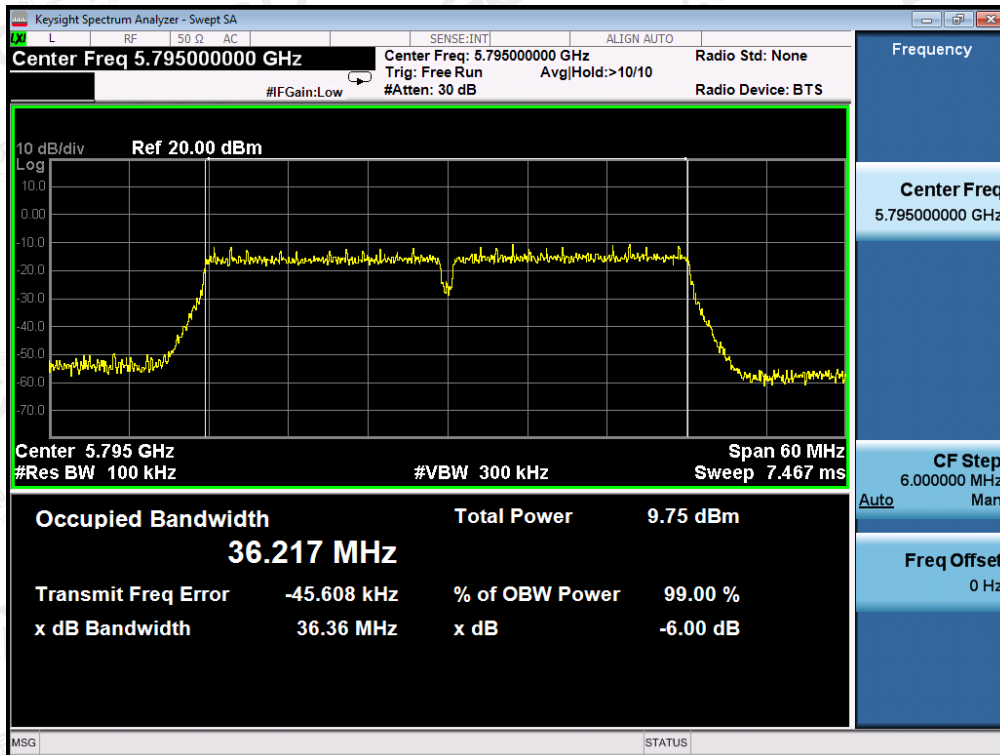 Keysight Spectrum Analyzer - Swept SA
LXI L RF 50 Ω AC SENSE:INT ALIGN AUTO
Center Freq 5.795000000 GHz
#IFGain:Low
Center Freq: 5.795000000 GHz
Trig: Free Run Avg|Hold:>10/10
#Atten: 30 dB
Radio Std: None
Radio Device: BTS
10 dB/div Ref 20.00 dBm
Log
10.0
0.00
-10.0
-20.0
-30.0
-40.0
-50.0
-60.0
-70.0
Center 5.795 GHz Span 60 MHz
#Res BW 100 kHz #VBW 300 kHz Sweep 7.467 ms
Occupied Bandwidth Total Power 9.75 dBm
36.217 MHz
Transmit Freq Error -45.608 kHz % of OBW Power 99.00 %
x dB Bandwidth 36.36 MHz x dB -6.00 dB
MSG STATUS
Frequency
Center Freq
5.795000000 GHz
CF Step
6.000000 MHz
Auto Man
Freq Offset
0 Hz